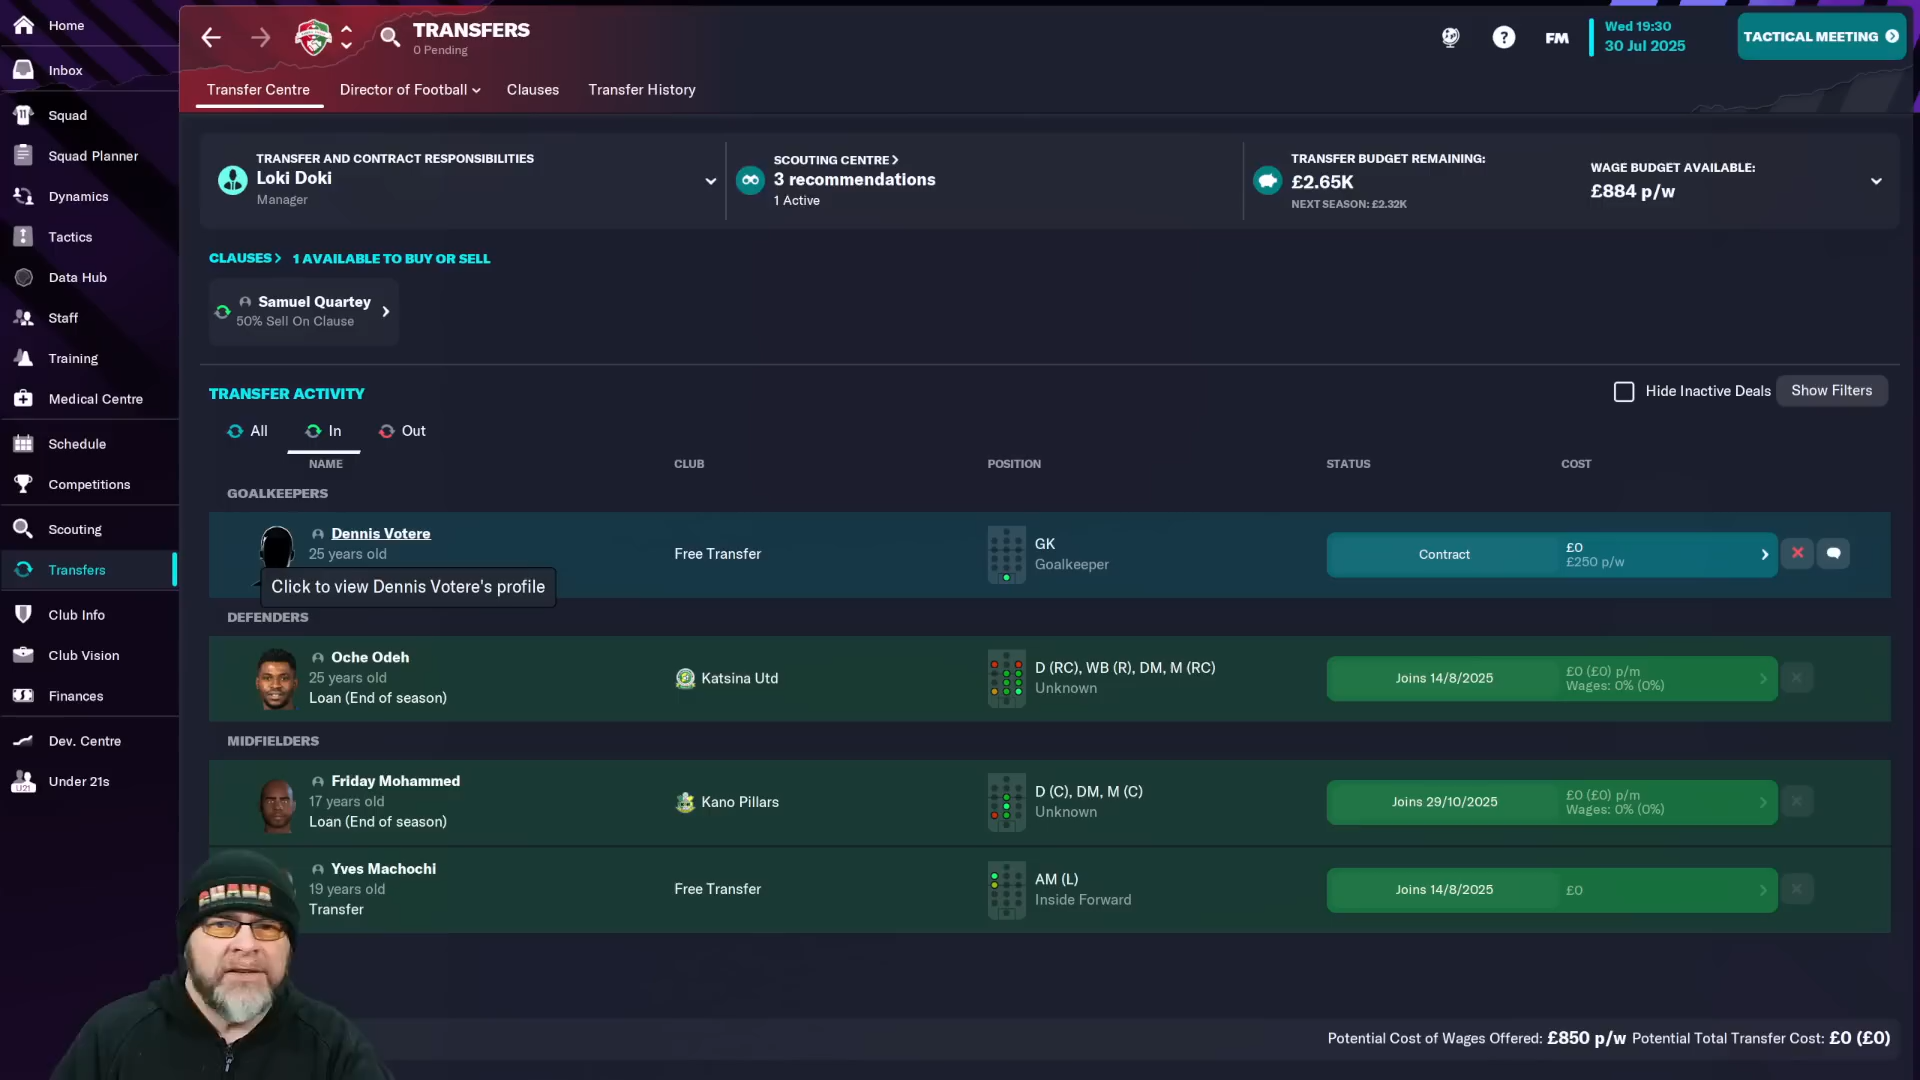 Home
Inbox
Squad
Squad Planner
Dynamics
Tactics
Data Hub
Staff
Training
Medical Centre
Schedule
Competitions
Scouting
Transfers
Club Info
Club Vision
Finances
Dev. Centre
Under 21s
TRANSFERS
0 Pending
?
FM
Wed 19:30
30 Jul 2025
TACTICAL MEETING
Transfer Centre
Director of Football
Clauses
Transfer History
TRANSFER AND CONTRACT RESPONSIBILITIES
Loki Doki
Manager
SCOUTING CENTRE >
3 recommendations
1 Active
TRANSFER BUDGET REMAINING:
£2.65K
NEXT SEASON: £2.32K
WAGE BUDGET AVAILABLE:
£884 p/w
CLAUSES > 1 AVAILABLE TO BUY OR SELL
Samuel Quartey
50% Sell On Clause
TRANSFER ACTIVITY
Hide Inactive Deals
Show Filters
All
In
Out
NAME CLUB POSITION STATUS COST
GOALKEEPERS
Dennis Votere
25 years old
Click to view Dennis Votere's profile
Free Transfer
GK
Goalkeeper
Contract
£0
£250 p/w
DEFENDERS
Oche Odeh
25 years old
Loan (End of season)
Katsina Utd
D (RC), WB (R), DM, M (RC)
Unknown
Joins 14/8/2025
£0 (£0) p/m
Wages: 0% (0%)
MIDFIELDERS
Friday Mohammed
17 years old
Loan (End of season)
Kano Pillars
D (C), DM, M (C)
Unknown
Joins 29/10/2025
£0 (£0) p/m
Wages: 0% (0%)
Yves Machochi
19 years old
Transfer
Free Transfer
AM (L)
Inside Forward
Joins 14/8/2025
£0
Potential Cost of Wages Offered: £850 p/w Potential Total Transfer Cost: £0 (£0)